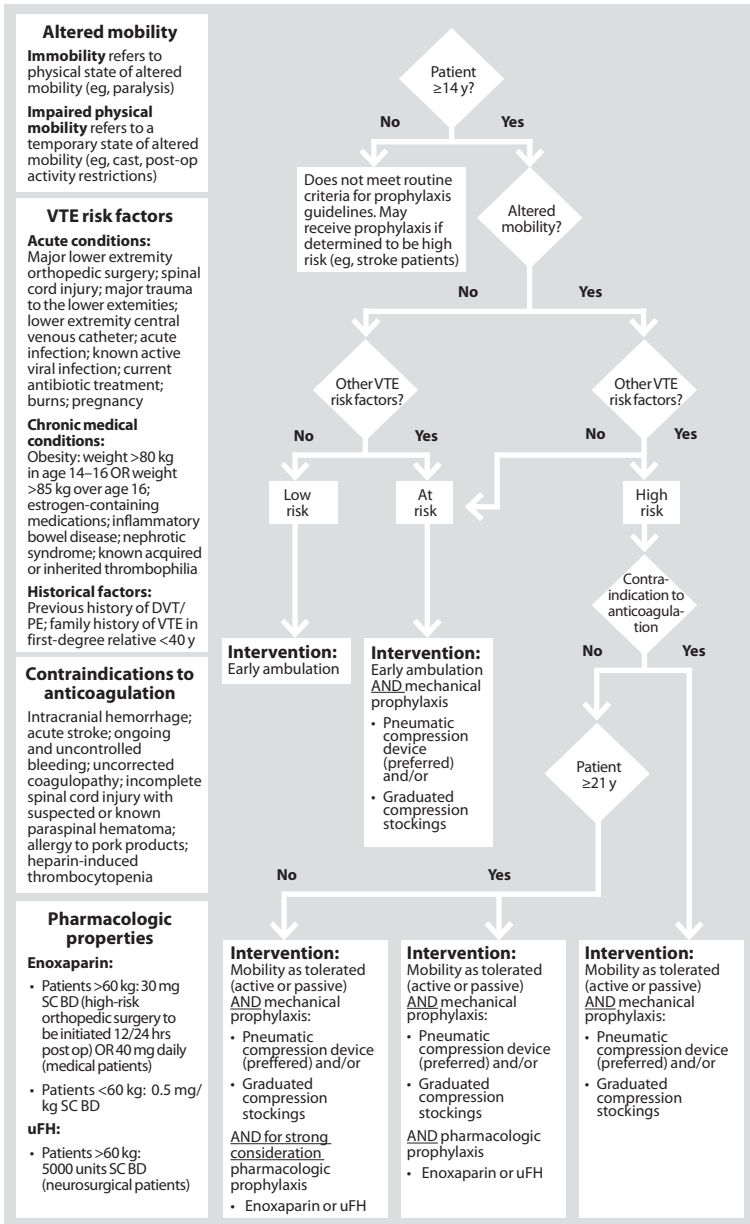 Altered mobility
Immobility refers to
physical state of altered
mobility (eg, paralysis)
Impaired physical
mobility refers to a
temporary state of altered
mobility (eg, cast, post-op
activity restrictions)
VTE risk factors
Acute conditions:
Major lower extremity
orthopedic surgery; spinal
cord injury; major trauma
to the lower extemities;
lower extremity central
venous catheter; acute
infection; known active
viral infection; current
antibiotic treatment;
burns; pregnancy
Chronic medical
conditions:
Obesity: weight >80 kg
in age 14–16 OR weight
>85 kg over age 16;
estrogen-containing
medications; inflammatory
bowel disease; nephrotic
syndrome; known acquired
or inherited thrombophilia
Historical factors:
Previous history of DVT/
PE; family history of VTE in
first-degree relative <40 y
Contraindications to
anticoagulation
Intracranial hemorrhage;
acute stroke; ongoing
and uncontrolled
bleeding; uncorrected
coagulopathy; incomplete
spinal cord injury with
suspected or known
paraspinal hematoma;
allergy to pork products;
heparin-induced
thrombocytopenia
Pharmacologic
properties
Enoxaparin:
• Patients >60 kg: 30 mg
SC BD (high-risk
orthopedic surgery to
be initiated 12/24 hrs
post op) OR 40 mg daily
(medical patients)
• Patients <60 kg: 0.5 mg/
kg SC BD
uFH:
• Patients >60 kg:
5000 units SC BD
(neurosurgical patients)
Patient
≥14 y?
No
Yes
Does not meet routine
criteria for prophylaxis
guidelines. May
receive prophylaxis if
determined to be high
risk (eg, stroke patients)
Altered
mobility?
No
Yes
Other VTE
risk factors?
Other VTE
risk factors?
No
Yes
No
Yes
Low
risk
At
risk
High
risk
Contra-
indication to
anticoagula-
tion
No
Yes
Intervention:
Early ambulation
Intervention:
Early ambulation
AND mechanical
prophylaxis
• Pneumatic
compression
device
(preferred)
and/or
• Graduated
compression
stockings
Patient
≥21 y
No
Yes
Intervention:
Mobility as tolerated
(active or passive)
AND mechanical
prophylaxis:
• Pneumatic
compression device
(preffered) and/or
• Graduated
compression
stockings
AND for strong
consideration
pharmacologic
prophylaxis
• Enoxaparin or uFH
Intervention:
Mobility as tolerated
(active or passive)
AND mechanical
prophylaxis:
• Pneumatic
compression device
(preferred) and/or
• Graduated
compression
stockings
AND pharmacologic
prophylaxis
• Enoxaparin or uFH
Intervention:
Mobility as tolerated
(active or passive)
AND mechanical
prophylaxis:
• Pneumatic
compression device
(preferred) and/or
• Graduated
compression
stockings